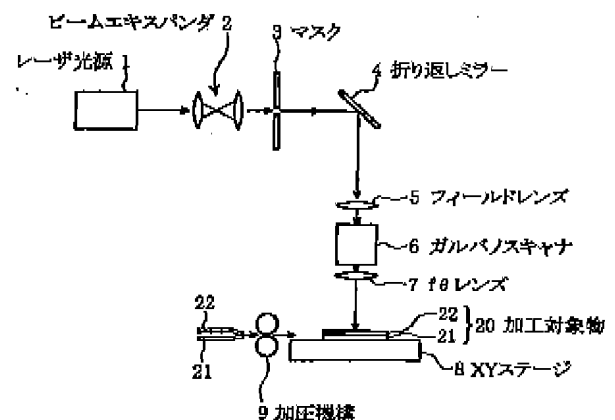 ビームエキスパンダ 2
3 マスク
レーザ光源 1
4 折り返しミラー
5 フィールドレンズ
6 ガルバノスキャナ
7 fθレンズ
22
21
22
21
20 加工対象物
8 XYステージ
9 加圧機構